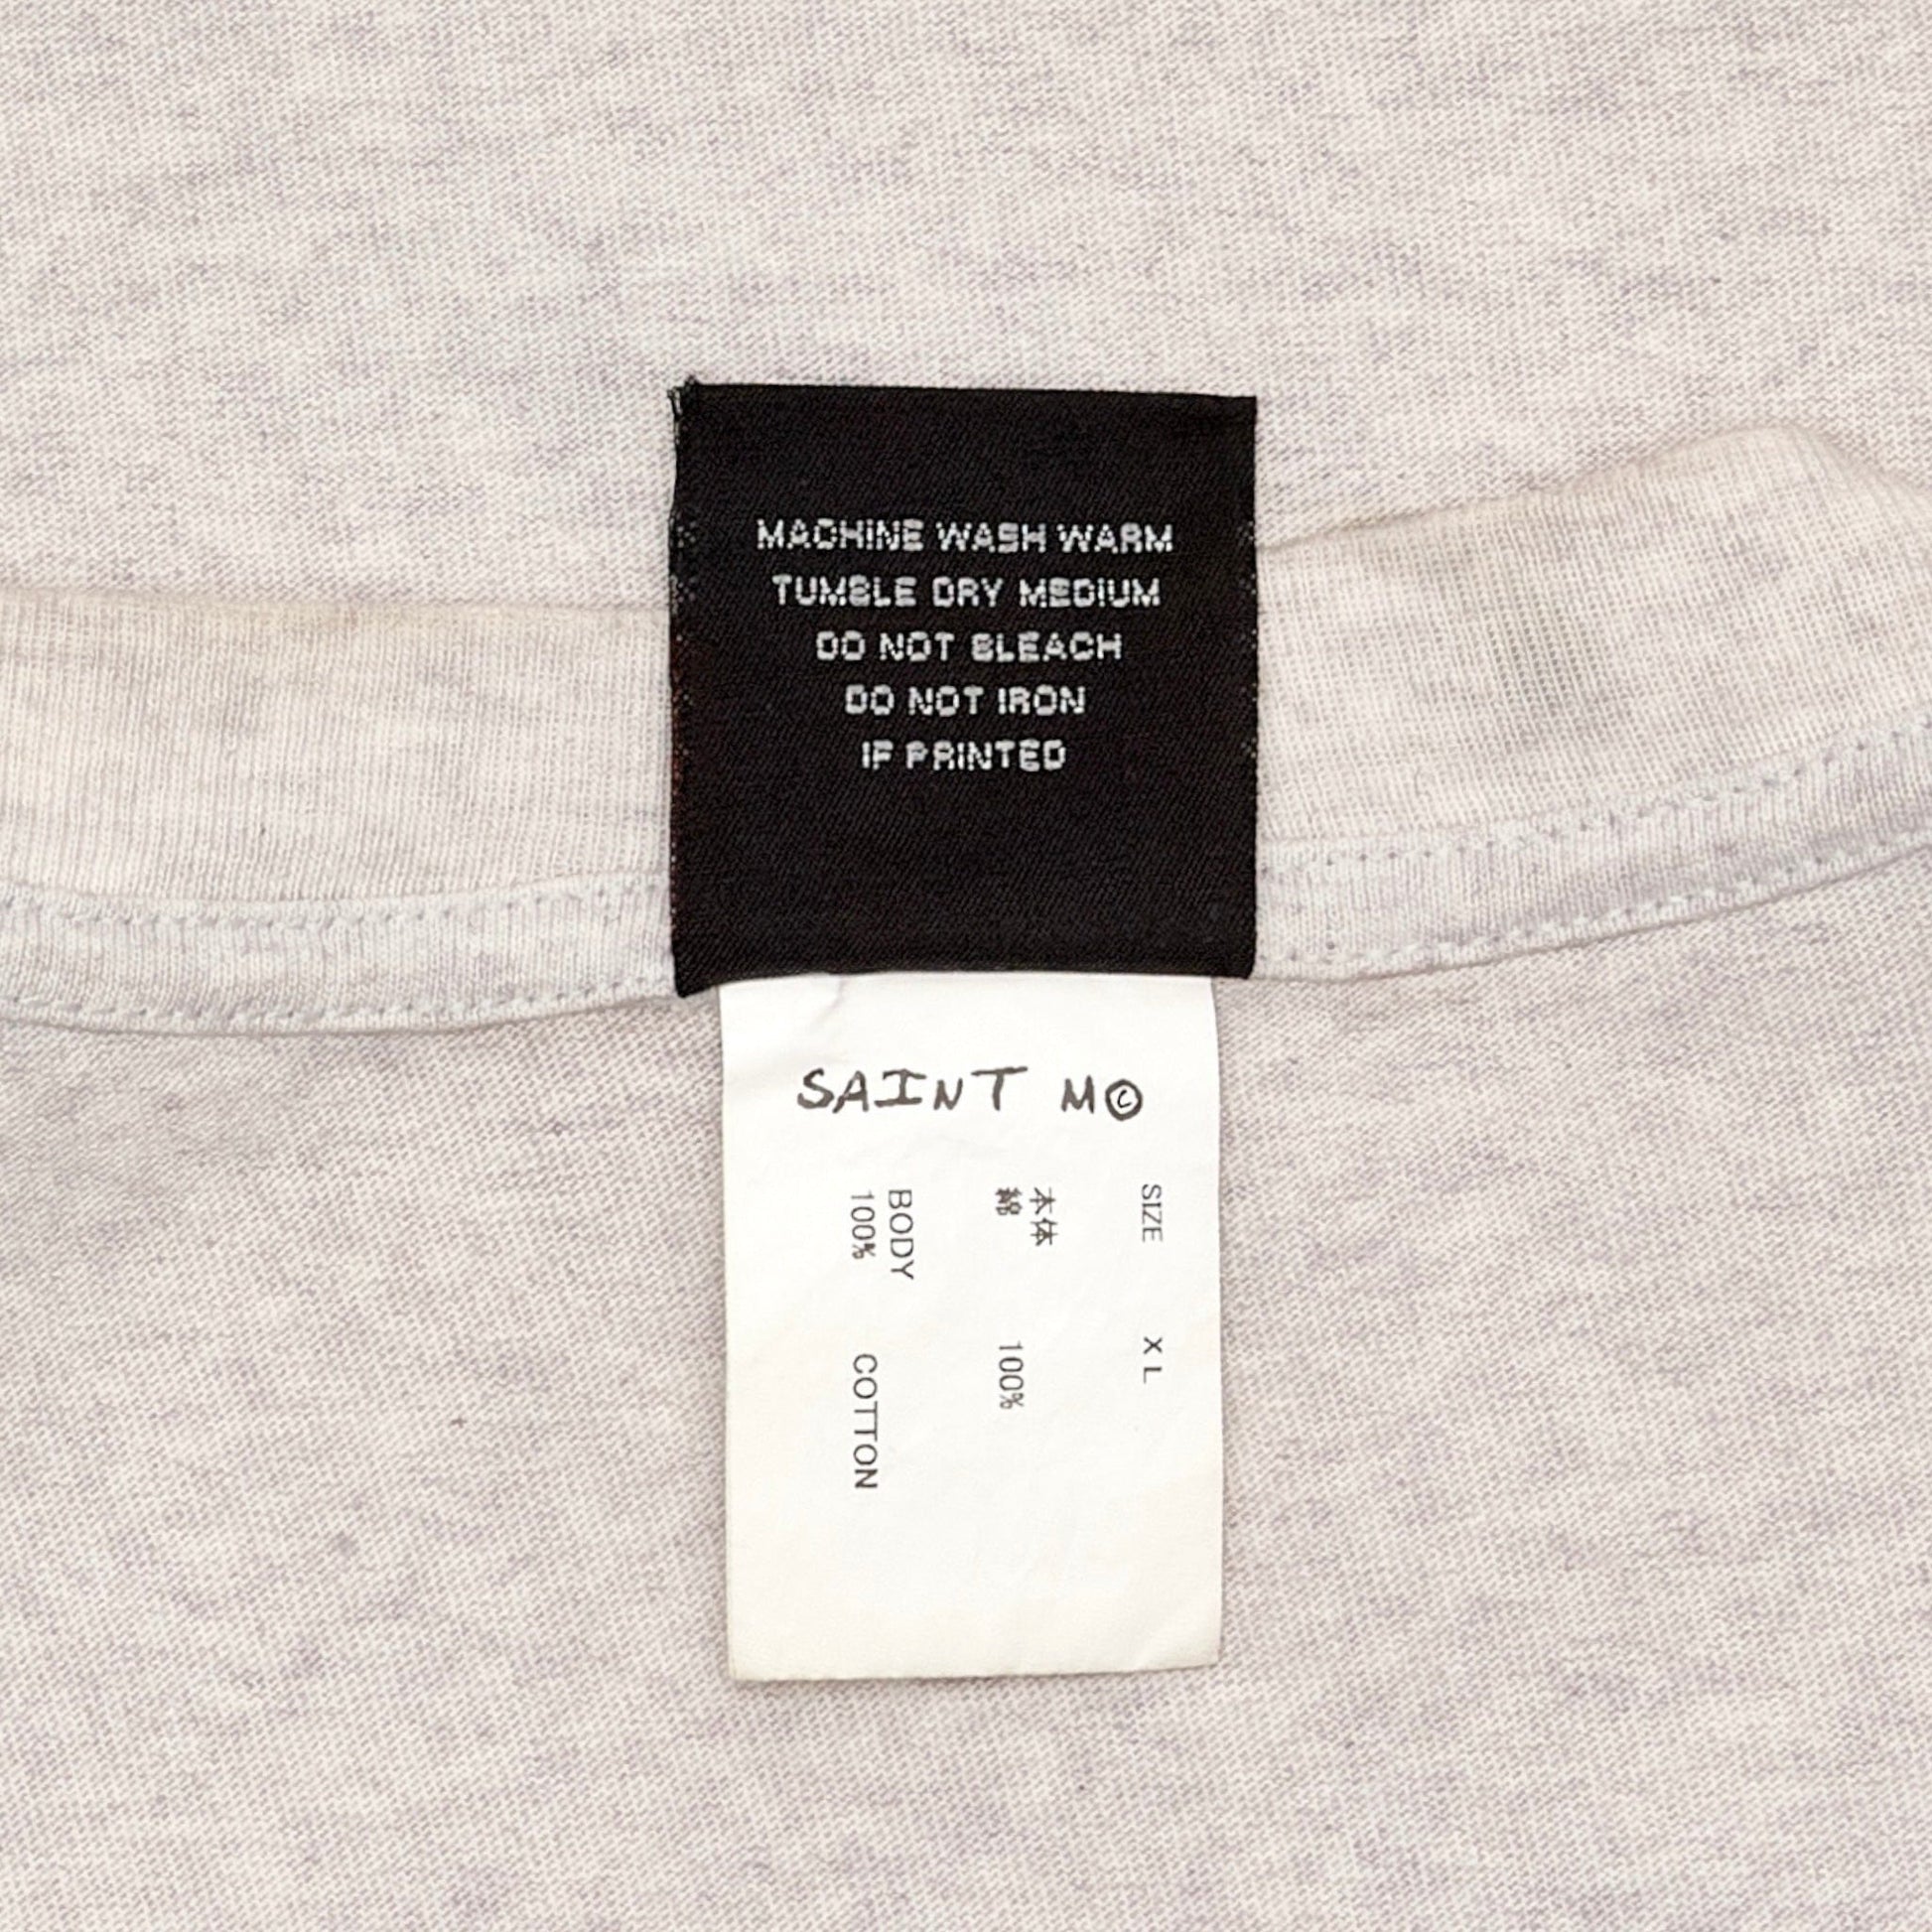 MACHINE WASH WARM
TUMBLE DRY MEDIUM
DO NOT BLEACH
DO NOT IRON
IF PRINTED
SAINT M©
SIZE XL
本体
綿 100%
BODY
100% COTTON